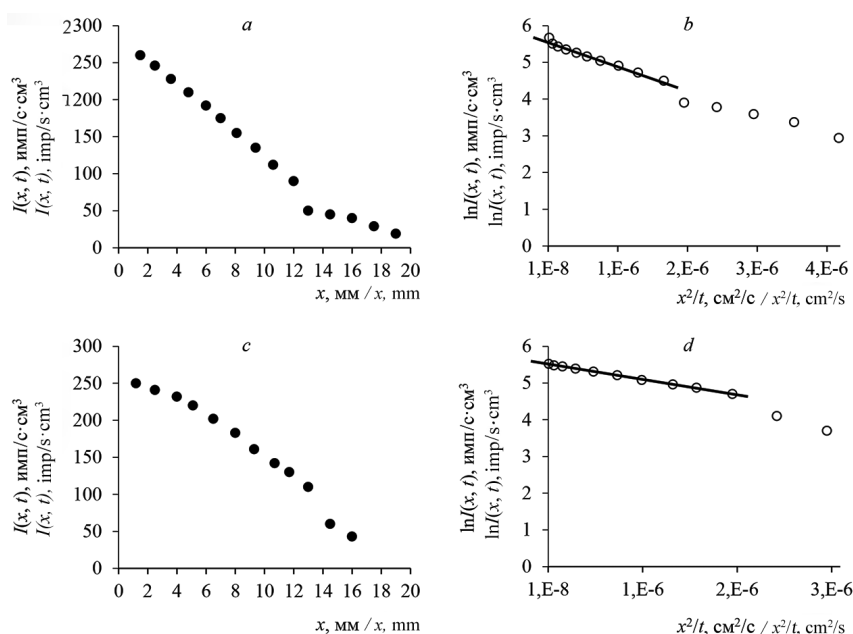 a
2300
250
200
150
100
50
0
I(x, t), имп/с·см³
I(x, t), imp/s·cm³
0 2 4 6 8 10 12 14 16 18 20
x, мм / x, mm
b
6
5
4
3
2
1
0
lnI(x, t), имп/с·см³
lnI(x, t), imp/s·cm³
1,E-8 1,E-6 2,E-6 3,E-6 4,E-6
x²/t, см²/с / x²/t, cm²/s
c
300
250
200
150
100
50
0
I(x, t), имп/с·см³
I(x, t), imp/s·cm³
0 2 4 6 8 10 12 14 16 18 20
x, мм / x, mm
d
6
5
4
3
2
1
0
lnI(x, t), имп/с·см³
lnI(x, t), imp/s·cm³
1,E-8 1,E-6 2,E-6 3,E-6
x²/t, см²/с / x²/t, cm²/s